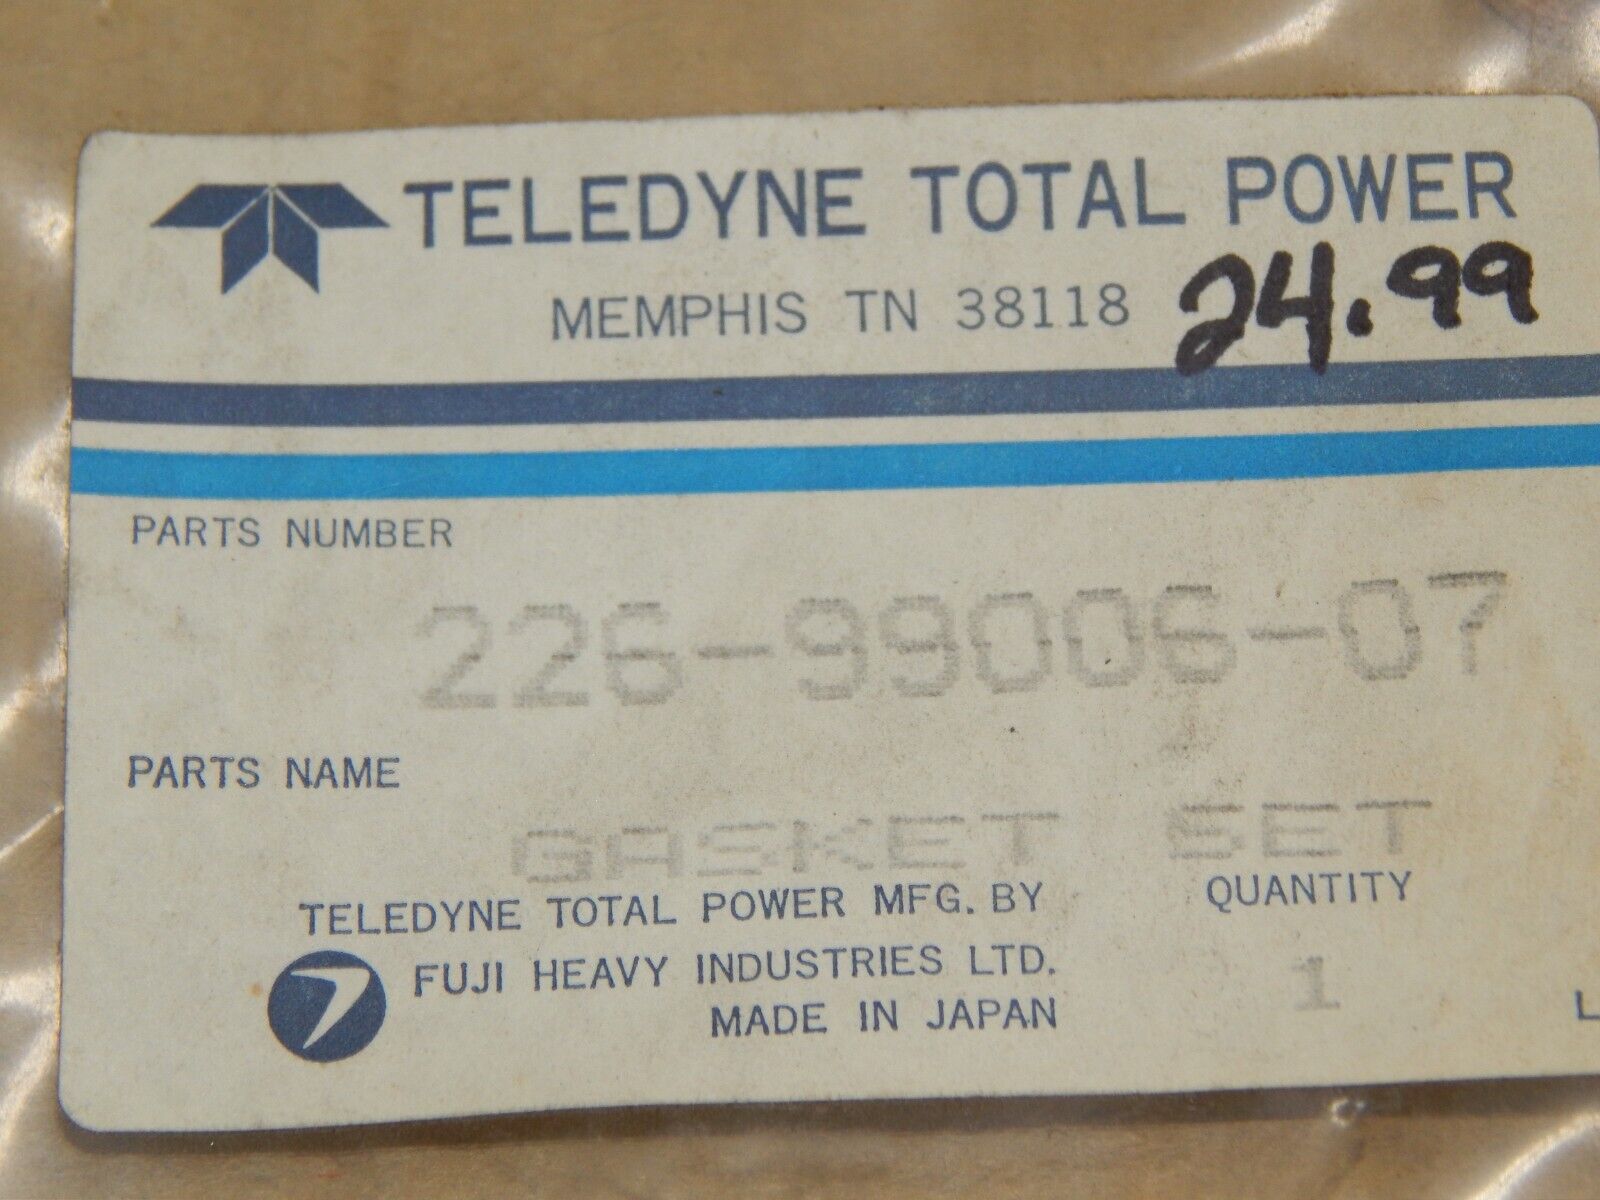 TELEDYNE TOTAL POWER
MEMPHIS TN 38118
24.99
PARTS NUMBER
226-99006-07
PARTS NAME
GASKET SET
TELEDYNE TOTAL POWER MFG. BY
FUJI HEAVY INDUSTRIES LTD.
MADE IN JAPAN
QUANTITY
1
L